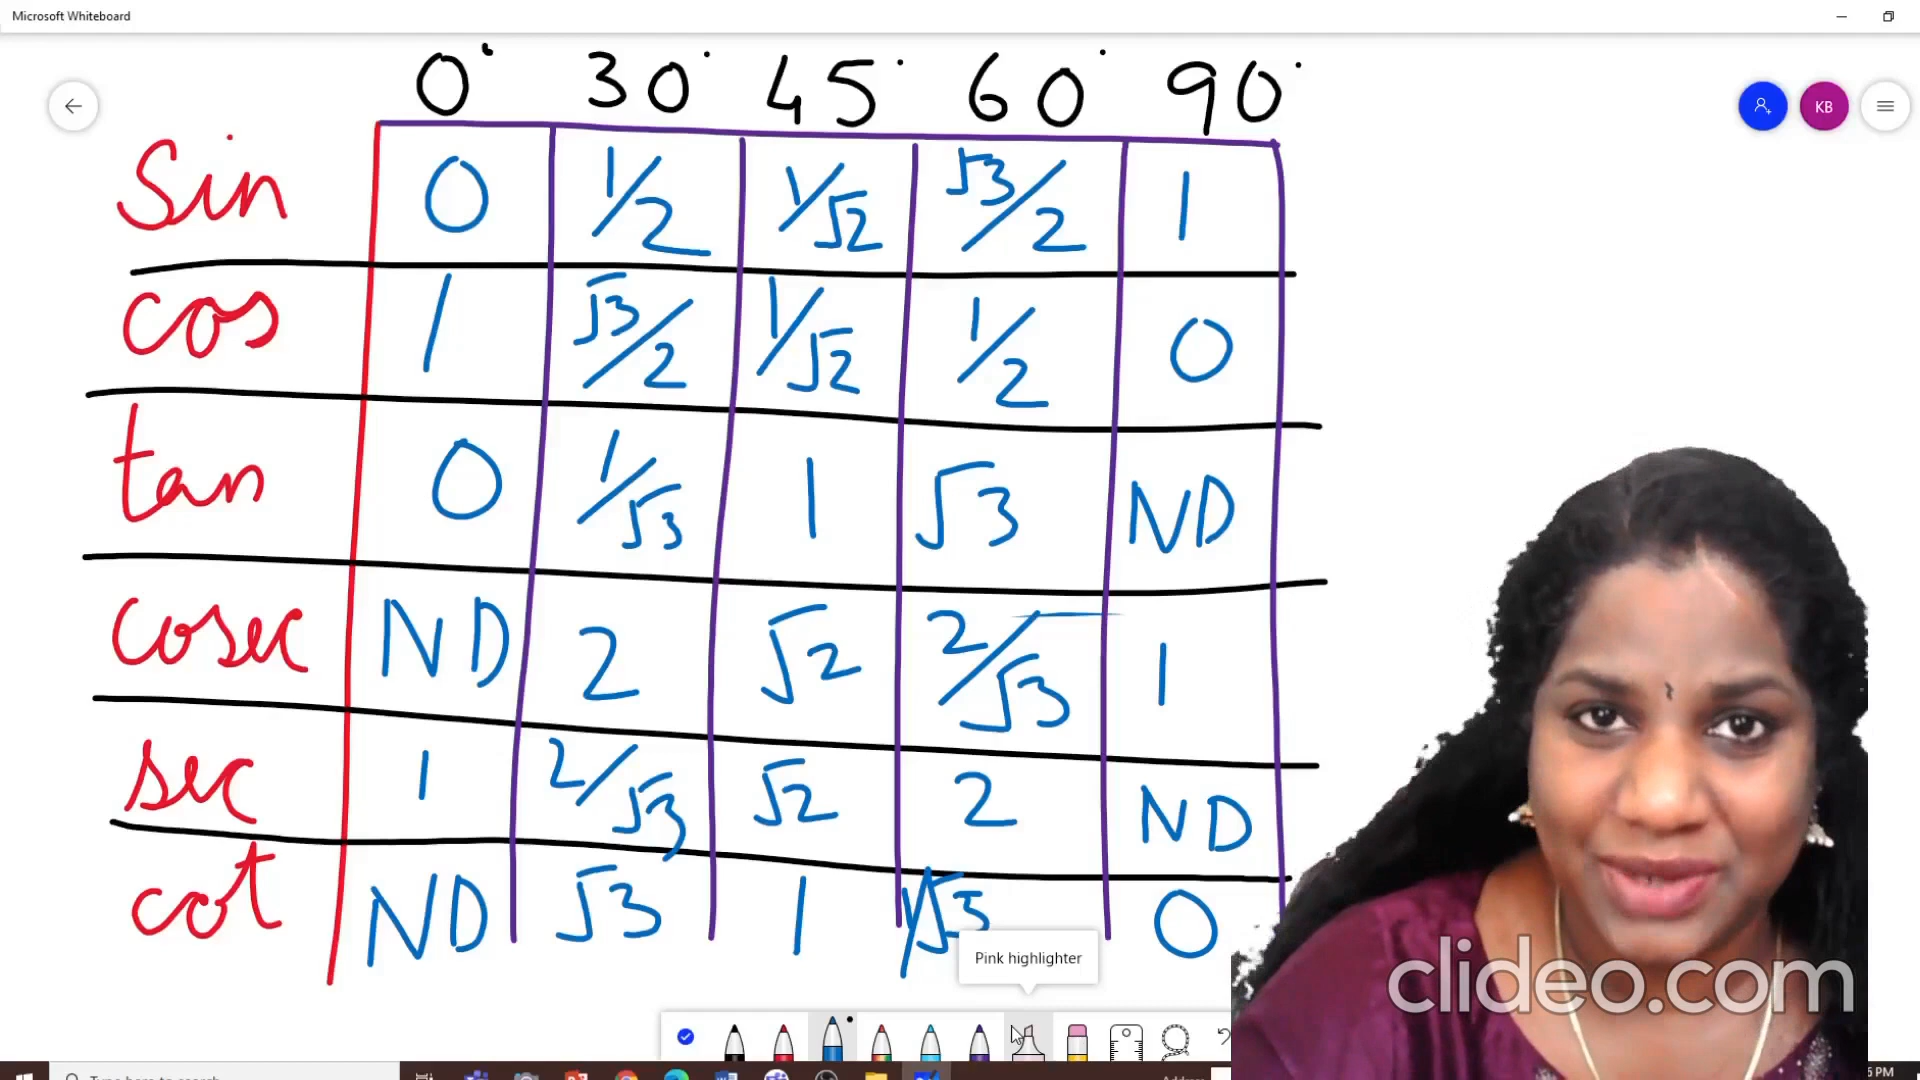 Microsoft Whiteboard
0° 30° 45° 60° 90°
KB
Sin 0 1/2 1/√2 √3/2 1
cos 1 √3/2 1/√2 1/2 0
tan 0 1/√3 1 √3 ND
cosec ND 2 √2 2/√3 1
sec 1 2/√3 √2 2 ND
cot ND √3 1 1/√3 0
Pink highlighter
clideo.com
PM